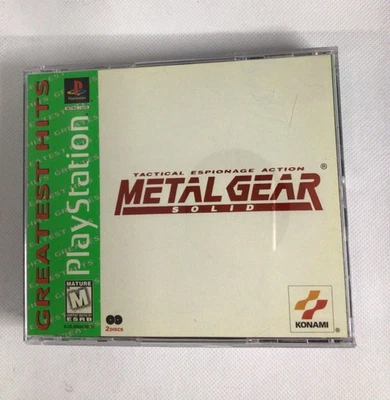 GREATEST HITS
PlayStation
TACTICAL ESPIONAGE ACTION
METAL GEAR®
SOLID
MATURE
M
ESRB
2 DISCS
KONAMI®